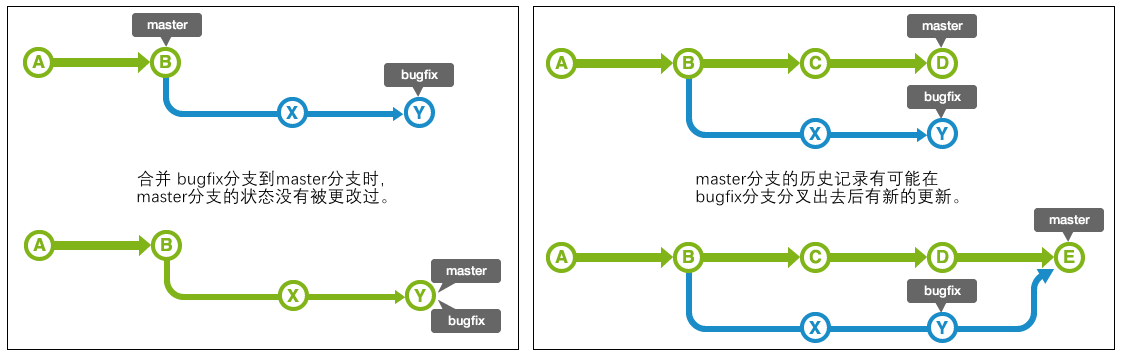 master
A
B
bugfix
X
Y
合并 bugfix分支到master分支时,
master分支的状态没有被更改过。
A
B
X
Y
master
bugfix
master
A
B
C
D
bugfix
X
Y
master分支的历史记录有可能在
bugfix分支分叉出去后有新的更新。
master
A
B
C
D
E
bugfix
X
Y